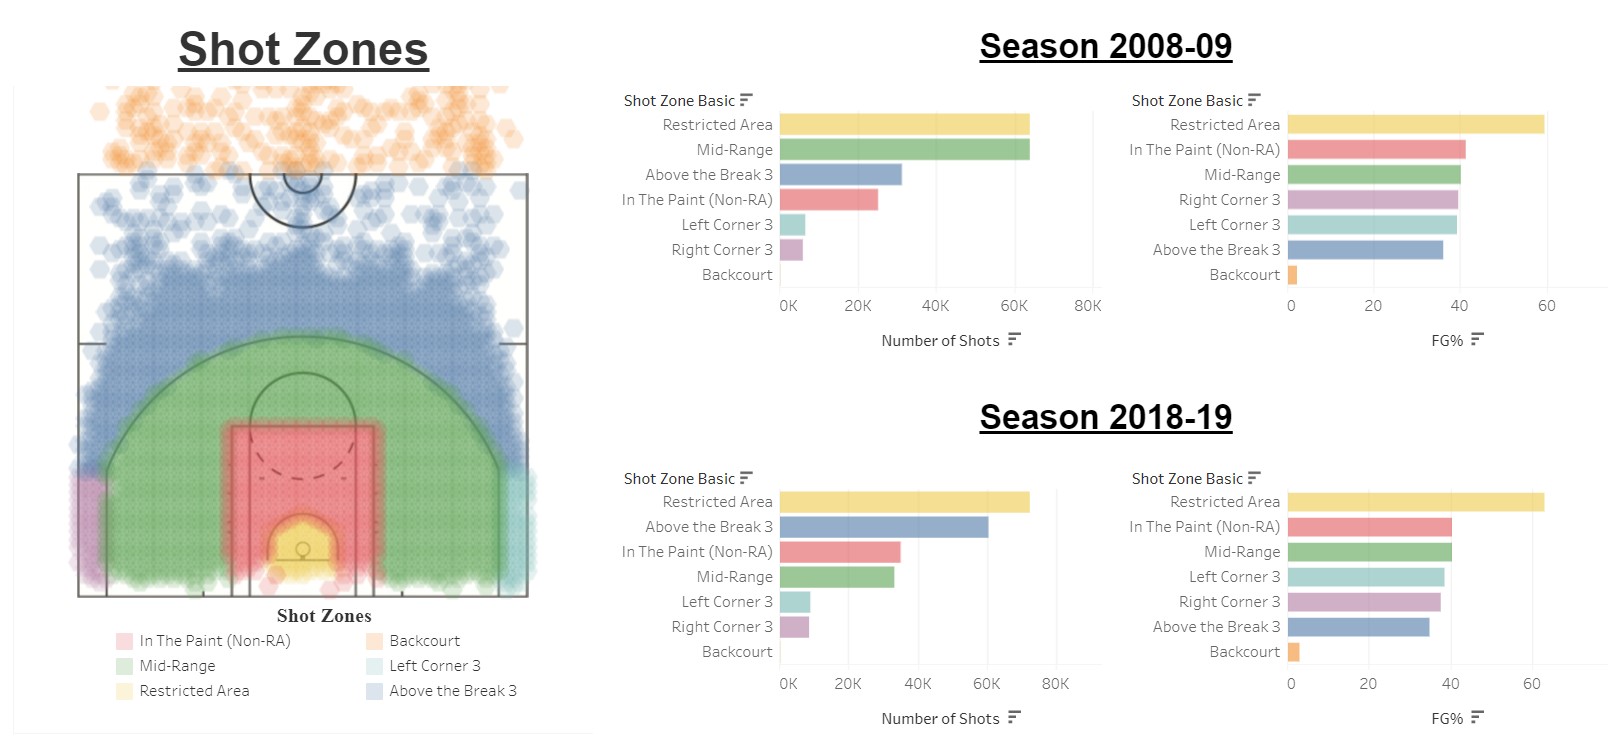 Shot Zones
Shot Zones
In The Paint (Non-RA)
Backcourt
Mid-Range
Left Corner 3
Restricted Area
Above the Break 3
Season 2008-09
Shot Zone Basic
Restricted Area
Mid-Range
Above the Break 3
In The Paint (Non-RA)
Left Corner 3
Right Corner 3
Backcourt
0K 20K 40K 60K 80K
Number of Shots
Shot Zone Basic
Restricted Area
In The Paint (Non-RA)
Mid-Range
Right Corner 3
Left Corner 3
Above the Break 3
Backcourt
0 20 40 60
FG%
Season 2018-19
Shot Zone Basic
Restricted Area
Above the Break 3
In The Paint (Non-RA)
Mid-Range
Left Corner 3
Right Corner 3
Backcourt
0K 20K 40K 60K 80K
Number of Shots
Shot Zone Basic
Restricted Area
In The Paint (Non-RA)
Mid-Range
Left Corner 3
Right Corner 3
Above the Break 3
Backcourt
0 20 40 60
FG%